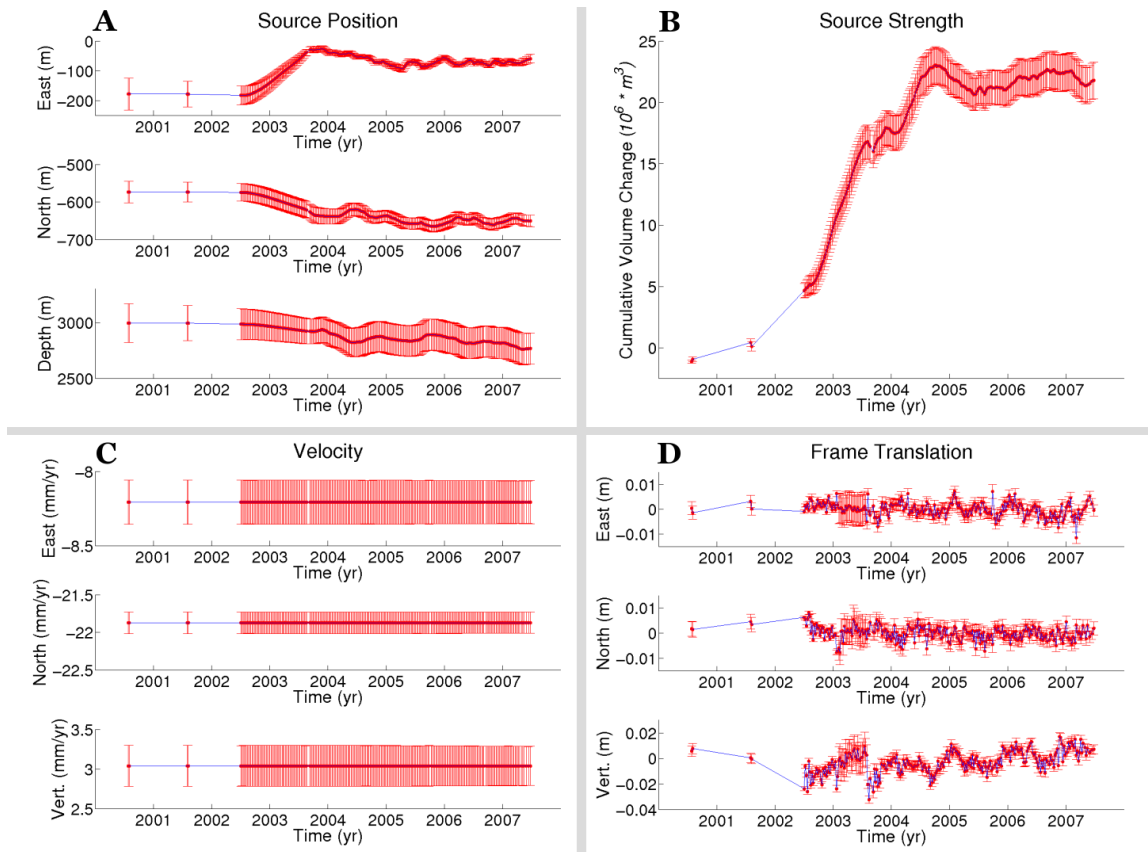 A
Source Position
East (m)
0
−100
−200
2001 2002 2003 2004 2005 2006 2007
Time (yr)
North (m)
−500
−600
−700
2001 2002 2003 2004 2005 2006 2007
Time (yr)
Depth (m)
3000
2500
2001 2002 2003 2004 2005 2006 2007
Time (yr)
B
Source Strength
Cumulative Volume Change (10^6 * m^3)
25
20
15
10
5
0
2001 2002 2003 2004 2005 2006 2007
Time (yr)
C
Velocity
East (mm/yr)
−8
−8.5
2001 2002 2003 2004 2005 2006 2007
Time (yr)
North (mm/yr)
−21.5
−22
−22.5
2001 2002 2003 2004 2005 2006 2007
Time (yr)
Vert. (mm/yr)
3.5
3
2.5
2001 2002 2003 2004 2005 2006 2007
Time (yr)
D
Frame Translation
East (m)
0.01
0
−0.01
2001 2002 2003 2004 2005 2006 2007
Time (yr)
North (m)
0.01
0
−0.01
2001 2002 2003 2004 2005 2006 2007
Time (yr)
Vert. (m)
0.02
0
−0.02
−0.04
2001 2002 2003 2004 2005 2006 2007
Time (yr)